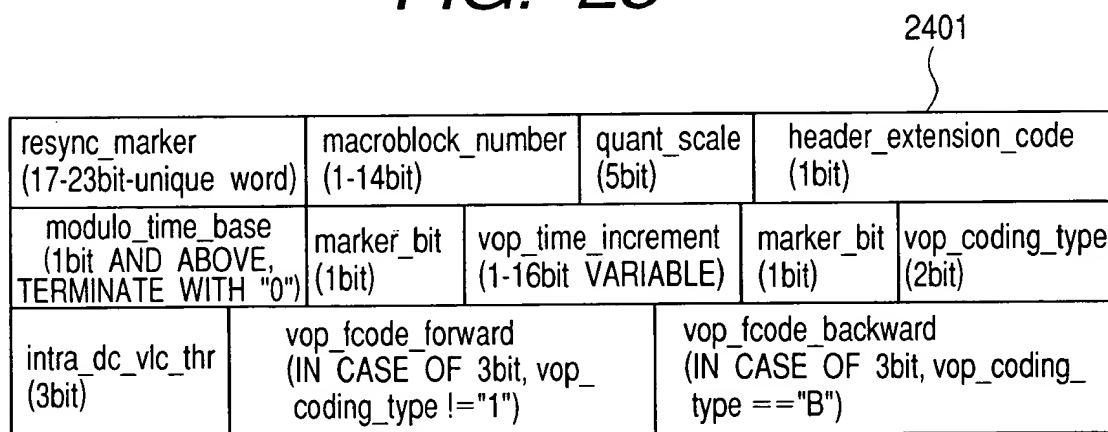 FIG.
2401
resync_marker macroblock_number quant_scale header_extension_code
(17-23bit-unique word) (1-14bit) (5bit) (1bit)
modulo_time_base marker_bit vop_time_increment marker_bit vop_coding_type
(1bit AND ABOVE, (1bit) (1-16bit VARIABLE) (1bit) (2bit)
TERMINATE WITH "0")
intra_dc_vlc_thr vop_fcode_forward vop_fcode_backward
(3bit) (IN CASE OF 3bit, vop_ (IN CASE OF 3bit, vop_coding_
coding_type !="1") type =="B")